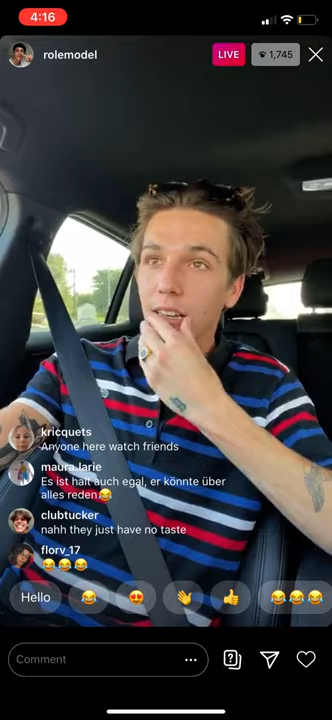 4:16
rolemodel
LIVE
1,745
kricquets
Anyone here watch friends
maura.larie
Es ist halt auch egal, er könnte über
alles reden😂
clubtucker
nahh they just have no taste
florv_17
😂😂😂
Hello 😂 😍 👋 👍 😂😂😂
Comment